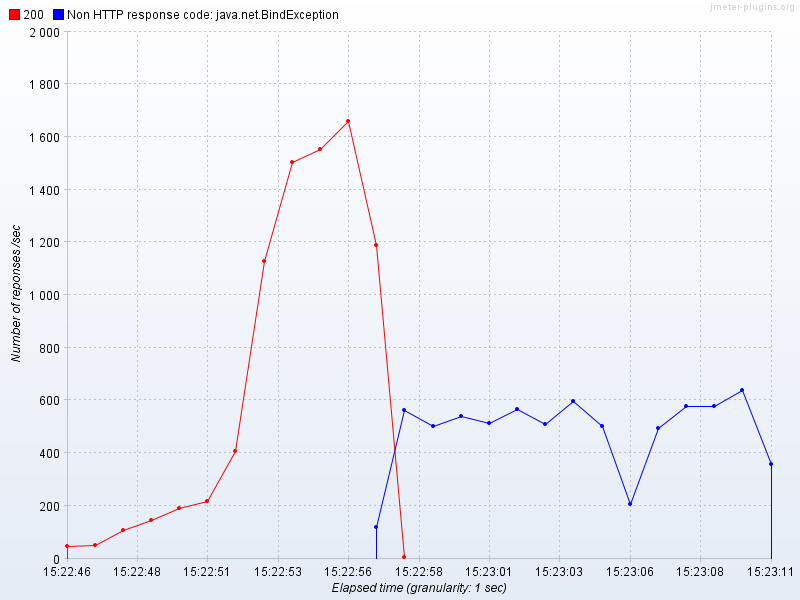 jmeter-plugins.org
200 Non HTTP response code: java.net.BindException
2 000
1 800
1 600
1 400
1 200
1 000
800
600
400
200
0
Number of reponses /sec
15:22:46 15:22:48 15:22:51 15:22:53 15:22:56 15:22:58 15:23:01 15:23:03 15:23:06 15:23:08 15:23:11
Elapsed time (granularity: 1 sec)